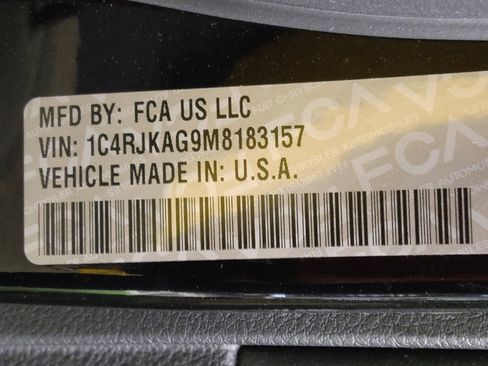 MFD BY: FCA US LLC
VIN: 1C4RJKAG9M8183157
VEHICLE MADE IN: U.S.A.